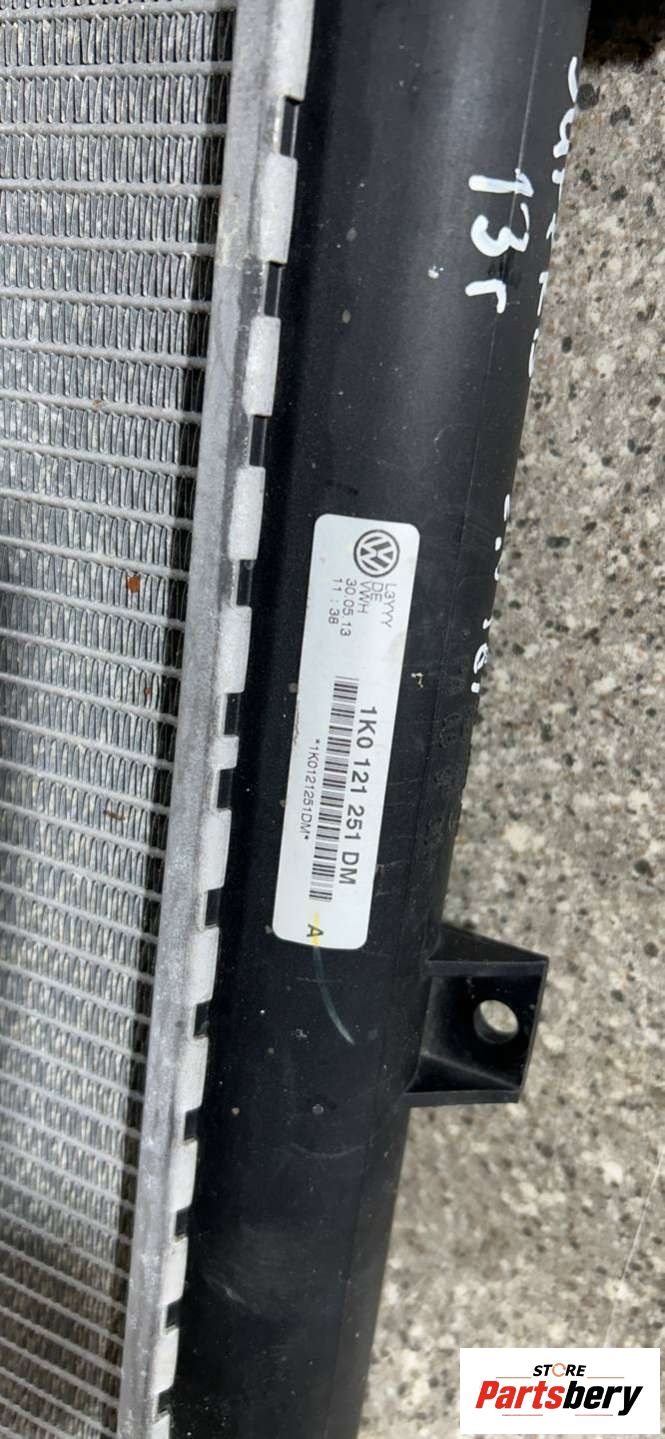 13г
L3YYY
DE
VWH
30.05.13
11 : 38
1K0 121 251 DM
*1K0121251DM*
A
STORE
Partsbery